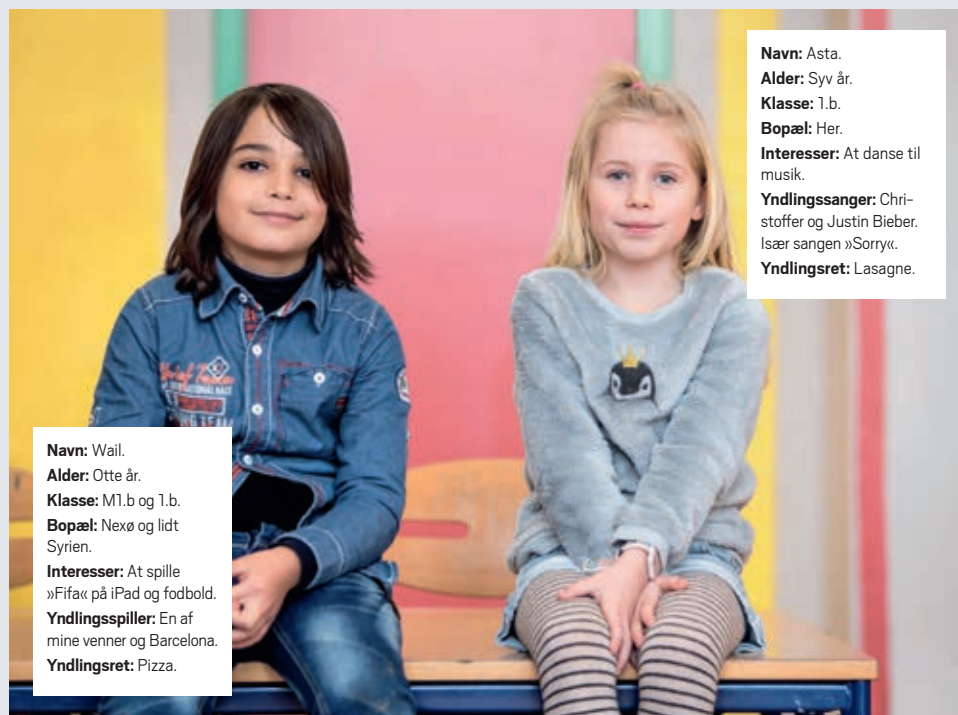 Navn: Asta.
Alder: Syv år.
Klasse: 1.b.
Bopæl: Her.
Interesser: At danse til
musik.
Yndlingssanger: Chri-
stoffer og Justin Bieber.
Især sangen »Sorry«.
Yndlingsret: Lasagne.
Navn: Wail.
Alder: Otte år.
Klasse: M1.b og 1.b.
Bopæl: Nexø og lidt
Syrien.
Interesser: At spille
»Fifa« på iPad og fodbold.
Yndlingsspiller: En af
mine venner og Barcelona.
Yndlingsret: Pizza.